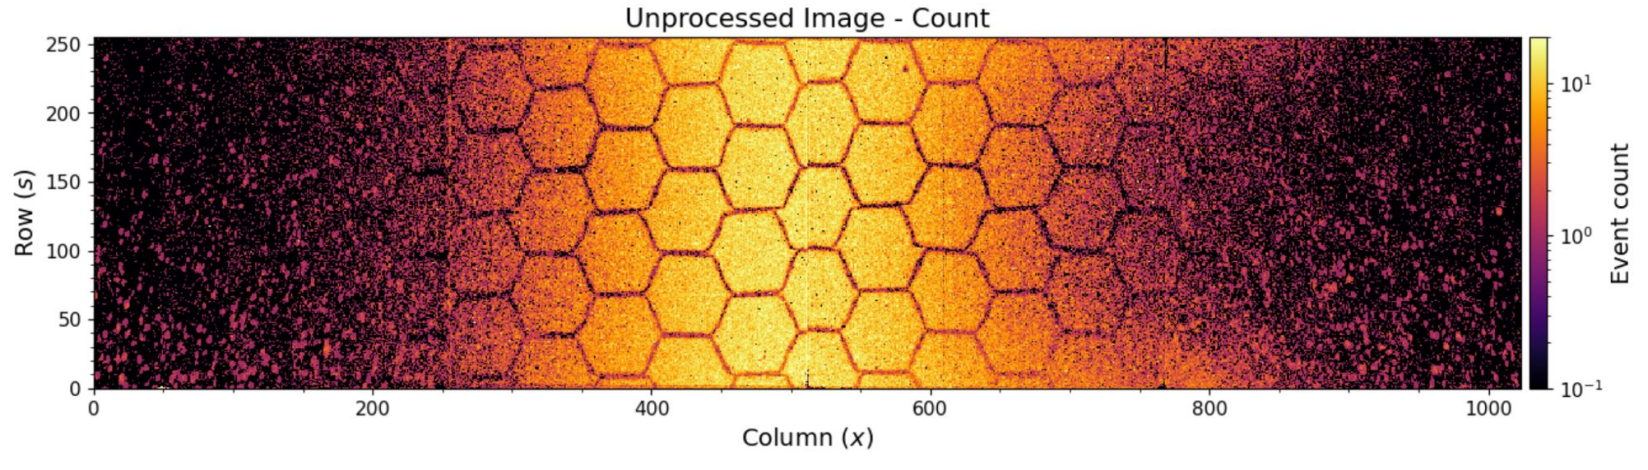 Unprocessed Image - Count
250
200
150
100
50
0
Row (s)
0 200 400 600 800 1000
Column (x)
10¹
10⁰
10⁻¹
Event count